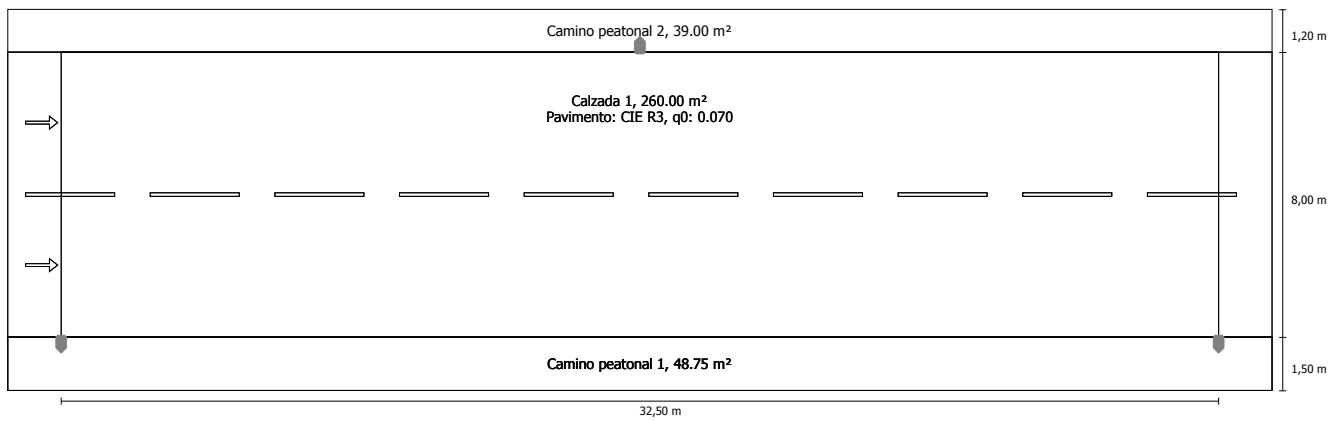 Camino peatonal 2, 39.00 m²
1,20 m
Calzada 1, 260.00 m²
Pavimento: CIE R3, q0: 0.070
8,00 m
Camino peatonal 1, 48.75 m²
1,50 m
32,50 m